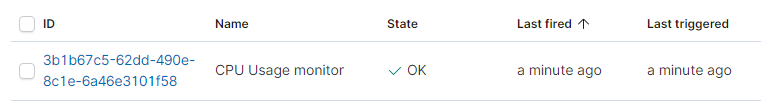 ID Name State Last fired Last triggered
3b1b67c5-62dd-490e-
8c1e-6a46e3101f58 CPU Usage monitor OK a minute ago a minute ago